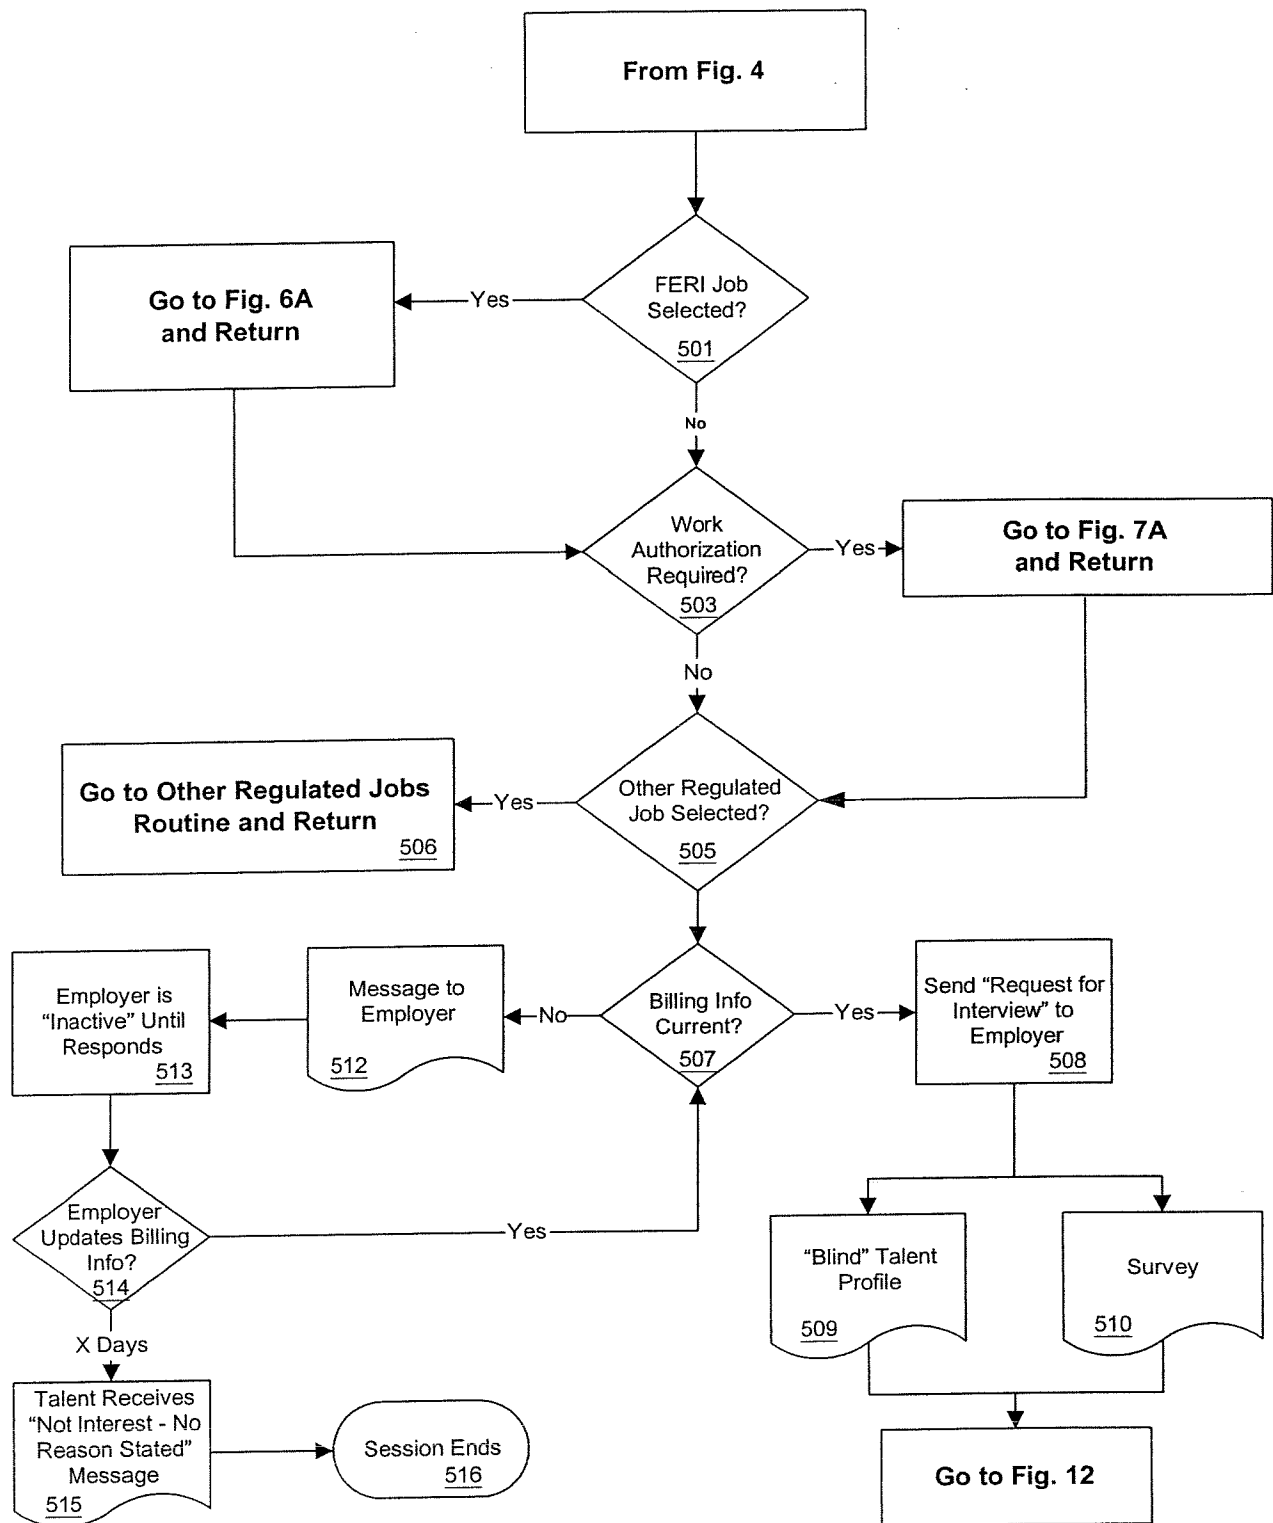 From Fig. 4
FERI Job
Selected?
501
Yes
Go to Fig. 6A
and Return
No
Work
Authorization
Required?
503
Yes
Go to Fig. 7A
and Return
No
Other Regulated
Job Selected?
505
Yes
Go to Other Regulated Jobs
Routine and Return
506
Billing Info
Current?
507
No
Message to
Employer
512
Employer is
“Inactive” Until
Responds
513
Yes
Send “Request for
Interview” to
Employer
508
Employer
Updates Billing
Info?
514
Yes
“Blind” Talent
Profile
509
Survey
510
X Days
Talent Receives
“Not Interest - No
Reason Stated”
Message
515
Session Ends
516
Go to Fig. 12